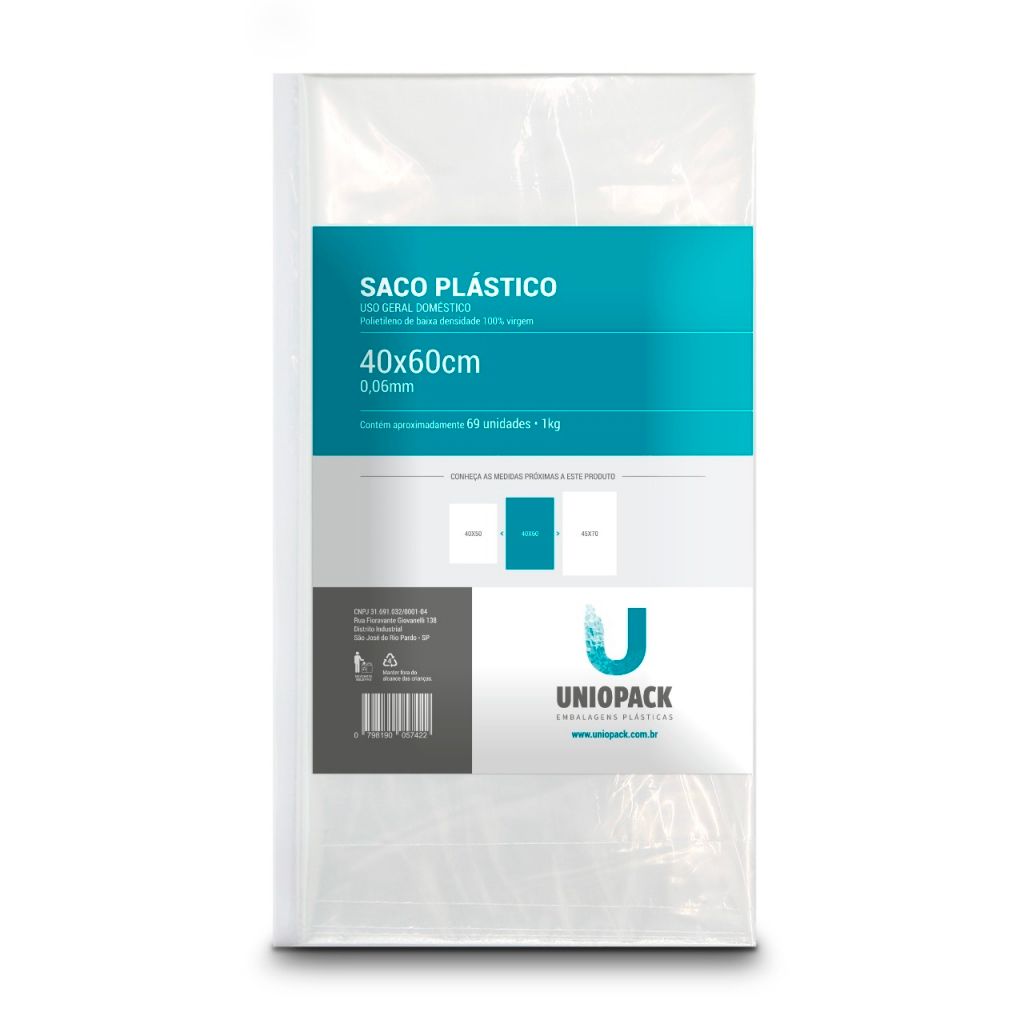 SACO PLÁSTICO
USO GERAL DOMÉSTICO
Polietileno de baixa densidade 100% virgem
40x60cm
0,06mm
Contém aproximadamente 69 unidades • 1kg
CONHEÇA AS MEDIDAS PRÓXIMAS A ESTE PRODUTO
40X50 < 40X60 > 45X70
CNPJ 31.691.032/0001-04
Rua Fioravante Giovanelli 138
Distrito Industrial
São José do Rio Pardo - SP
4
Manter fora do
alcance das crianças.
0 798190 057422
UNIOPACK
EMBALAGENS PLÁSTICAS
www.uniopack.com.br